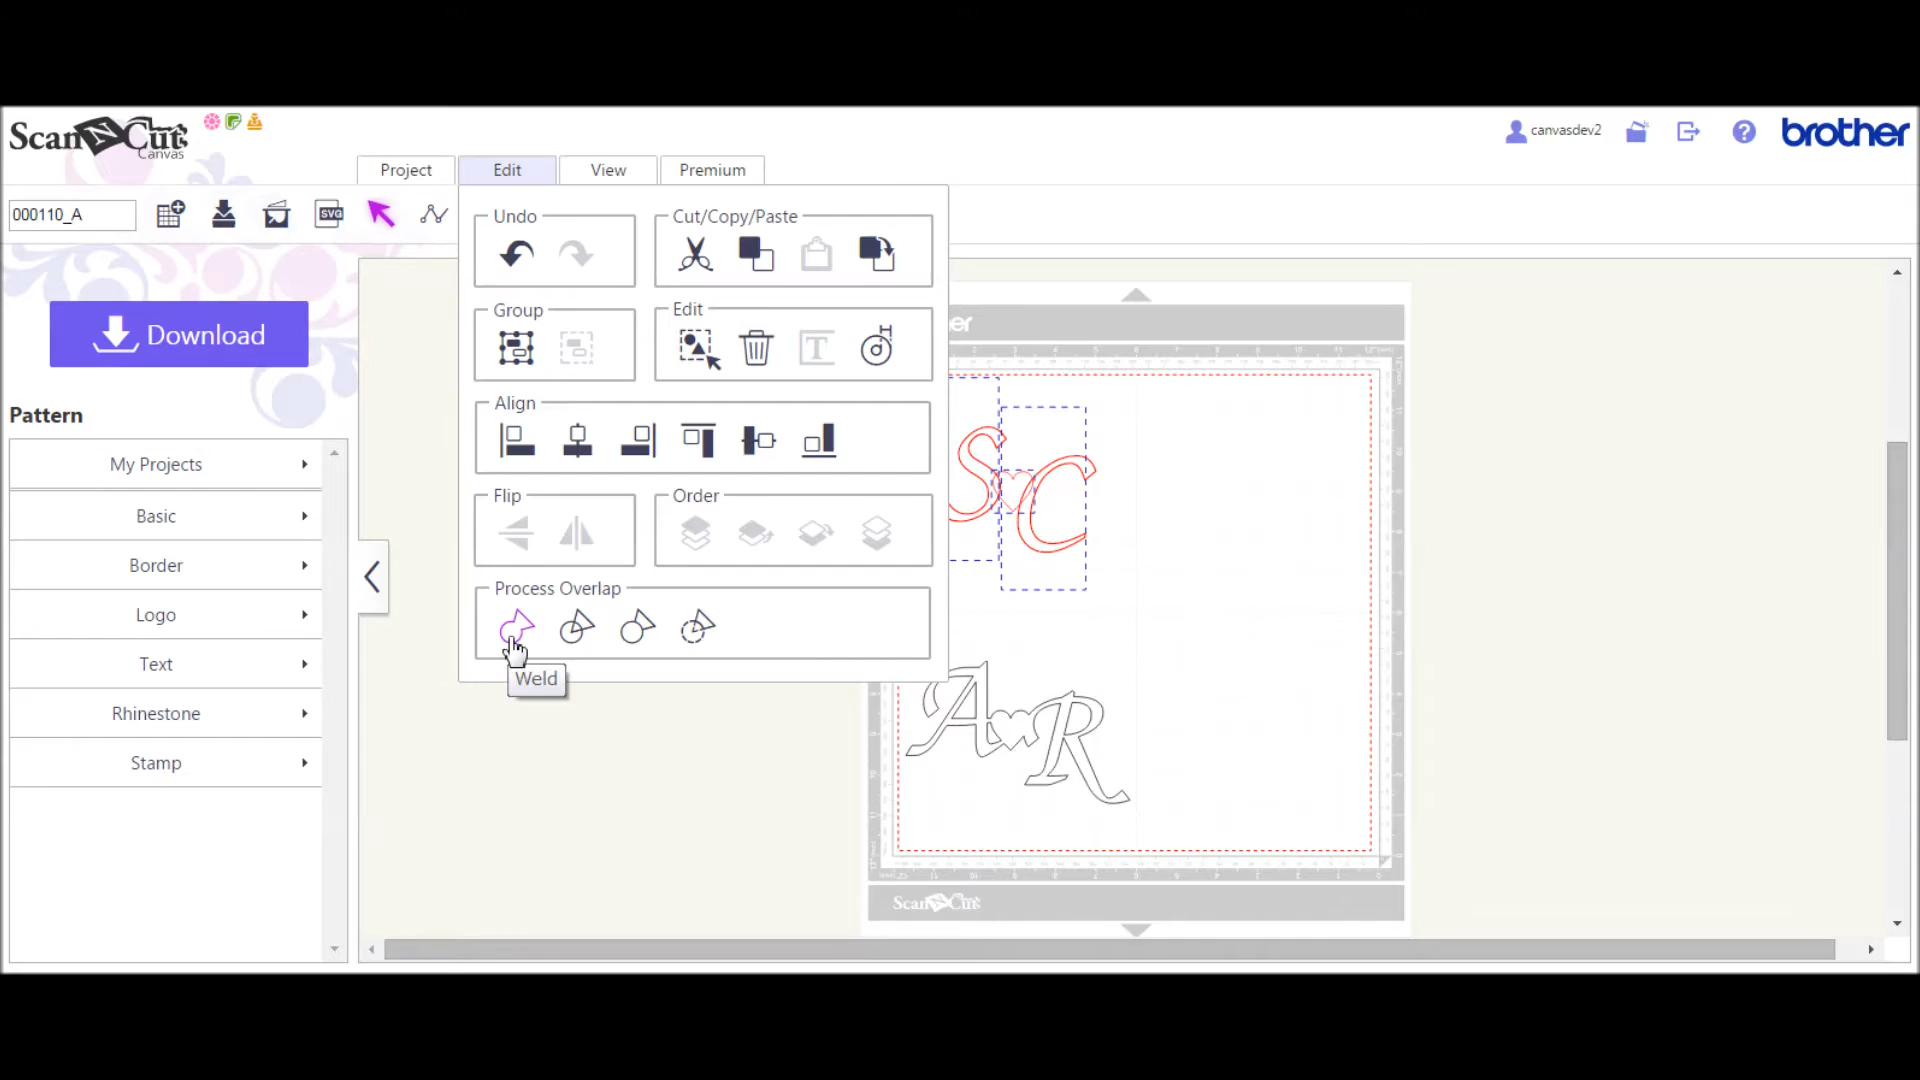 ScanNCut
Canvas
canvasdev2
brother
Project
Edit
View
Premium
000110_A
SVG
Undo
Cut/Copy/Paste
Group
Edit
T
Align
Flip
Order
Process Overlap
Weld
Download
Pattern
My Projects
Basic
Border
Logo
Text
Rhinestone
Stamp
S C
A R
ScanNCut